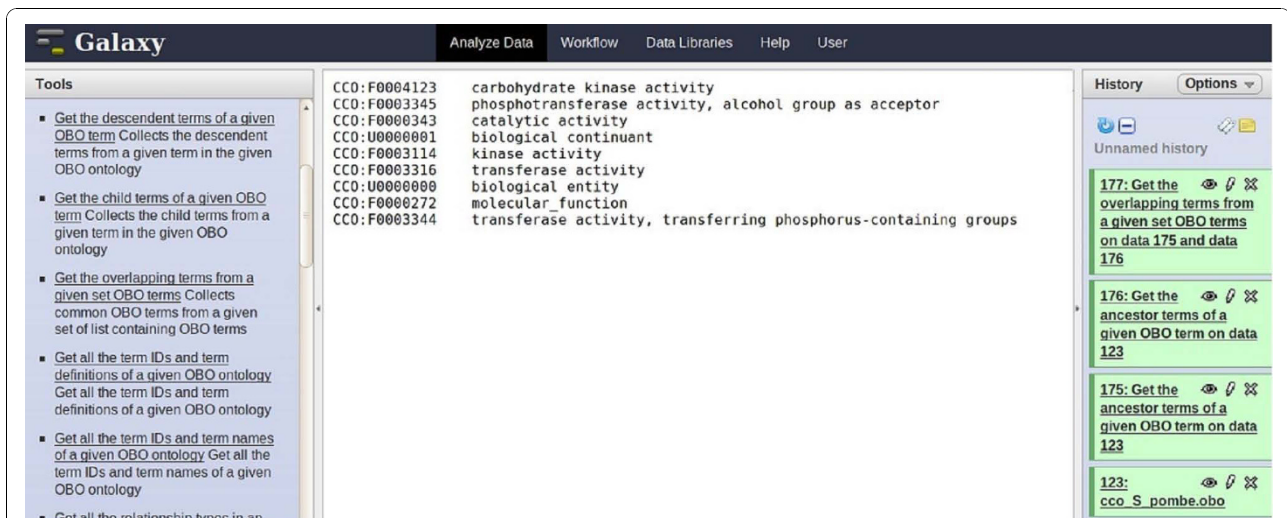 Galaxy
Analyze Data Workflow Data Libraries Help User
Tools
Get the descendent terms of a given
OBO term Collects the descendent
terms from a given term in the given
OBO ontology
Get the child terms of a given OBO
term Collects the child terms from a
given term in the given OBO
ontology
Get the overlapping terms from a
given set OBO terms Collects
common OBO terms from a given
set of list containing OBO terms
Get all the term IDs and term
definitions of a given OBO ontology
Get all the term IDs and term
definitions of a given OBO ontology
Get all the term IDs and term names
of a given OBO ontology Get all the
term IDs and term names of a given
OBO ontology
Get all the relationship types in an
CCO:F0004123 carbohydrate kinase activity
CCO:F0003345 phosphotransferase activity, alcohol group as acceptor
CCO:F0000343 catalytic activity
CCO:U0000001 biological continuant
CCO:F0003114 kinase activity
CCO:F0003316 transferase activity
CCO:U0000000 biological entity
CCO:F0000272 molecular_function
CCO:F0003344 transferase activity, transferring phosphorus-containing groups
History Options
Unnamed history
177: Get the
overlapping terms from
a given set OBO terms
on data 175 and data
176
176: Get the
ancestor terms of a
given OBO term on data
123
175: Get the
ancestor terms of a
given OBO term on data
123
123:
cco_S_pombe.obo